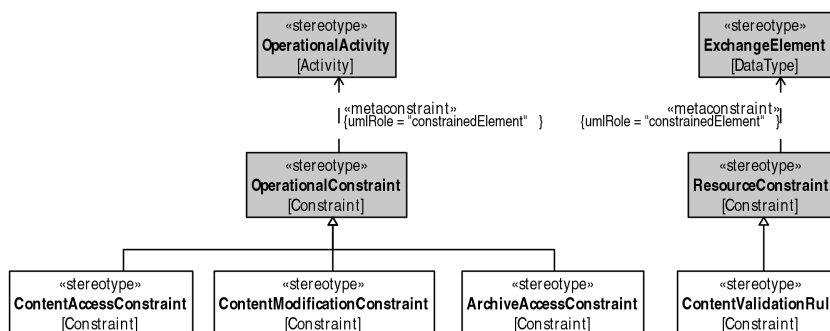 «stereotype»
OperationalActivity
[Activity]
«stereotype»
ExchangeElement
[DataType]
«metaconstraint»
{umlRole = "constrainedElement" }
«metaconstraint»
{umlRole = "constrainedElement" }
«stereotype»
OperationalConstraint
[Constraint]
«stereotype»
ResourceConstraint
[Constraint]
«stereotype»
ContentAccessConstraint
[Constraint]
«stereotype»
ContentModificationConstraint
[Constraint]
«stereotype»
ArchiveAccessConstraint
[Constraint]
«stereotype»
ContentValidationRul
[Constraint]